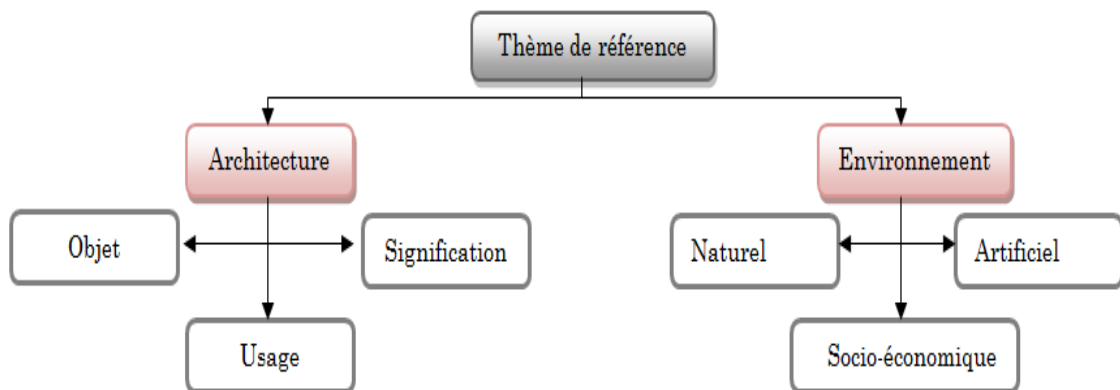 Thème de référence
Architecture
Environnement
Objet
Signification
Naturel
Artificiel
Usage
Socio-économique